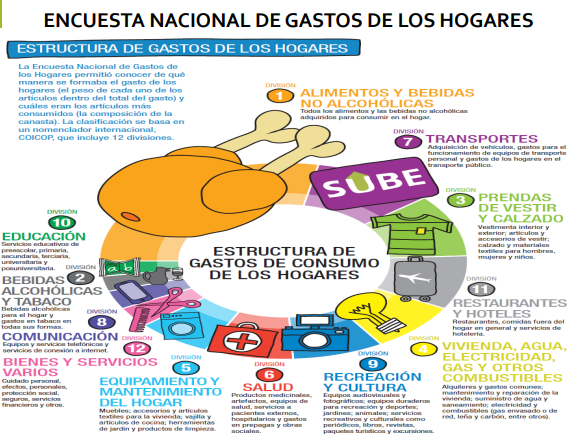 ENCUESTA NACIONAL DE GASTOS DE LOS HOGARES
ESTRUCTURA DE GASTOS DE LOS HOGARES
La Encuesta Nacional de Gastos de
los Hogares permitió conocer de qué
manera se formaba el gasto de los
hogares (el peso de cada uno de los
artículos dentro del total del gasto) y
cuáles eran los artículos más
consumidos (la composición de la
canasta). La clasificación se basa en
un nomenclador internacional,
COICOP, que incluye 12 divisiones.
DIVISIÓN
1
ALIMENTOS Y BEBIDAS
NO ALCOHÓLICAS
Todos los alimentos y las bebidas no alcohólicas
adquiridos para consumir en el hogar.
DIVISIÓN
7
TRANSPORTES
Adquisición de vehículos, gastos para el
funcionamiento de equipos de transporte
personal y gastos de los hogares en el
transporte público.
SUBE
DIVISIÓN
3
PRENDAS
DE VESTIR
Y CALZADO
Vestimenta interior y
exterior; artículos y
accesorios de vestir;
calzado y materiales
textiles para hombres,
mujeres y niños.
DIVISIÓN
11
RESTAURANTES
Y HOTELES
Restaurantes, comidas fuera del
hogar en general y servicios de
hotelería.
DIVISIÓN
4
VIVIENDA, AGUA,
ELECTRICIDAD,
GAS Y OTROS
COMBUSTIBLES
Alquileres y gastos comunes;
mantenimiento y reparación de la
vivienda; suministro de agua y
saneamiento; electricidad y
combustibles (gas envasado o de
red, leña y carbón, entre otros).
DIVISIÓN
9
RECREACIÓN
Y CULTURA
Equipos audiovisuales y
fotográficos; equipos duraderos
para recreación y deportes;
jardines; animales; servicios
recreativos y culturales como
periódicos, libros, revistas,
paquetes turísticos y excursiones.
DIVISIÓN
6
SALUD
Productos medicinales,
artefactos, equipos de
salud, servicios a
pacientes externos,
hospitalarios y gastos
en prepagas y obras
sociales.
DIVISIÓN
5
EQUIPAMIENTO Y
MANTENIMIENTO
DEL HOGAR
Muebles; accesorios y artículos
textiles para la vivienda; vajilla y
artículos de cocina; herramientas
de jardín y productos de limpieza.
DIVISIÓN
12
BIENES Y SERVICIOS
VARIOS
Cuidado personal,
efectos, personales,
protección social,
seguros, servicios
financieros y otros.
DIVISIÓN
8
COMUNICACIÓN
Equipos y servicios telefónicos y
servicios de conexión a internet.
DIVISIÓN
2
BEBIDAS
ALCOHÓLICAS
Y TABACO
Bebidas alcohólicas
para el hogar y
gastos en tabaco en
todas sus formas.
DIVISIÓN
10
EDUCACIÓN
Servicios educativos de
preescolar, primaria,
secundaria, terciaria,
universitaria y
posuniversitaria.
a b
ESTRUCTURA DE
GASTOS DE CONSUMO
DE LOS HOGARES